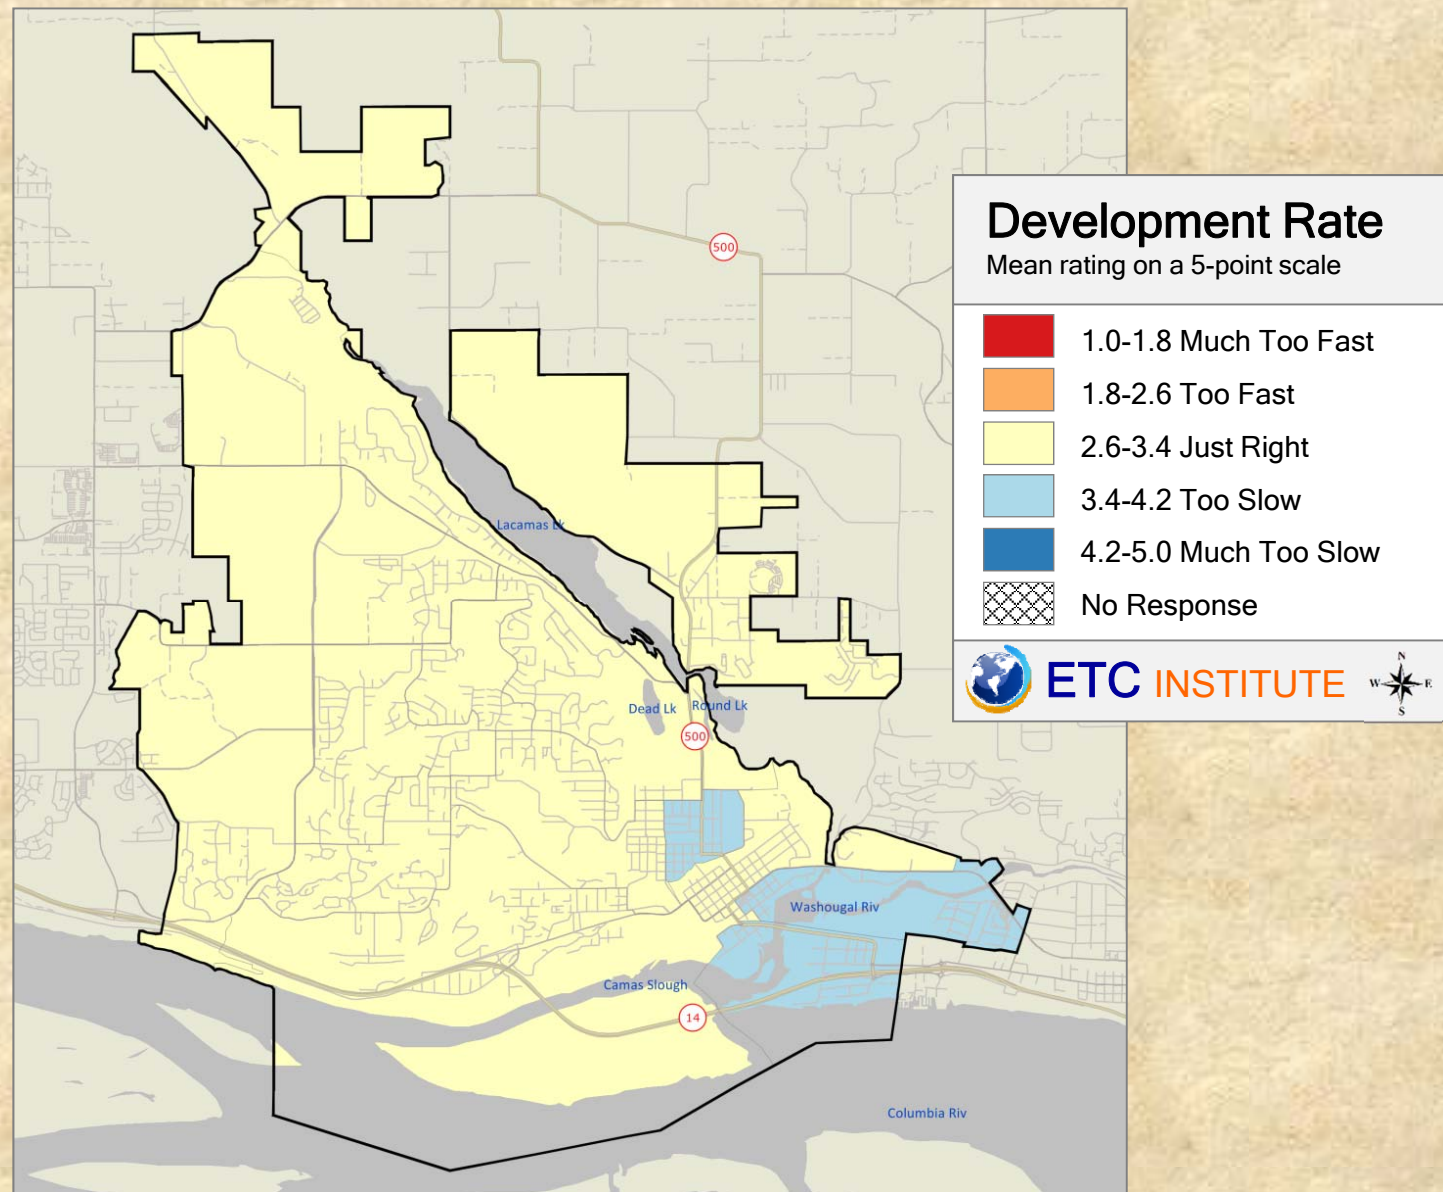 500
Lacamas Lk
Dead Lk
Round Lk
500
Washougal Riv
Camas Slough
14
Columbia Riv
Development Rate
Mean rating on a 5-point scale
1.0-1.8 Much Too Fast
1.8-2.6 Too Fast
2.6-3.4 Just Right
3.4-4.2 Too Slow
4.2-5.0 Much Too Slow
No Response
ETC INSTITUTE
N
W
E
S